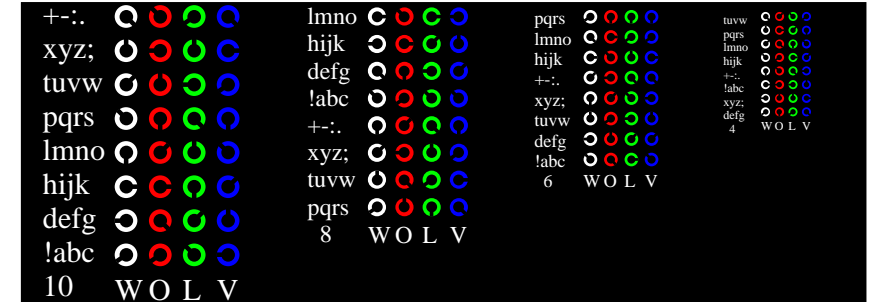 +-:.
xyz;
tuvw
pqrs
lmno
hijk
defg
!abc
10 W O L V
lmno
hijk
defg
!abc
+-:.
xyz;
tuvw
pqrs
8 W O L V
pqrs
lmno
hijk
+-:.
xyz;
tuvw
defg
!abc
6 W O L V
tuvw
pqrs
lmno
hijk
+-:.
!abc
xyz;
defg
4 W O L V